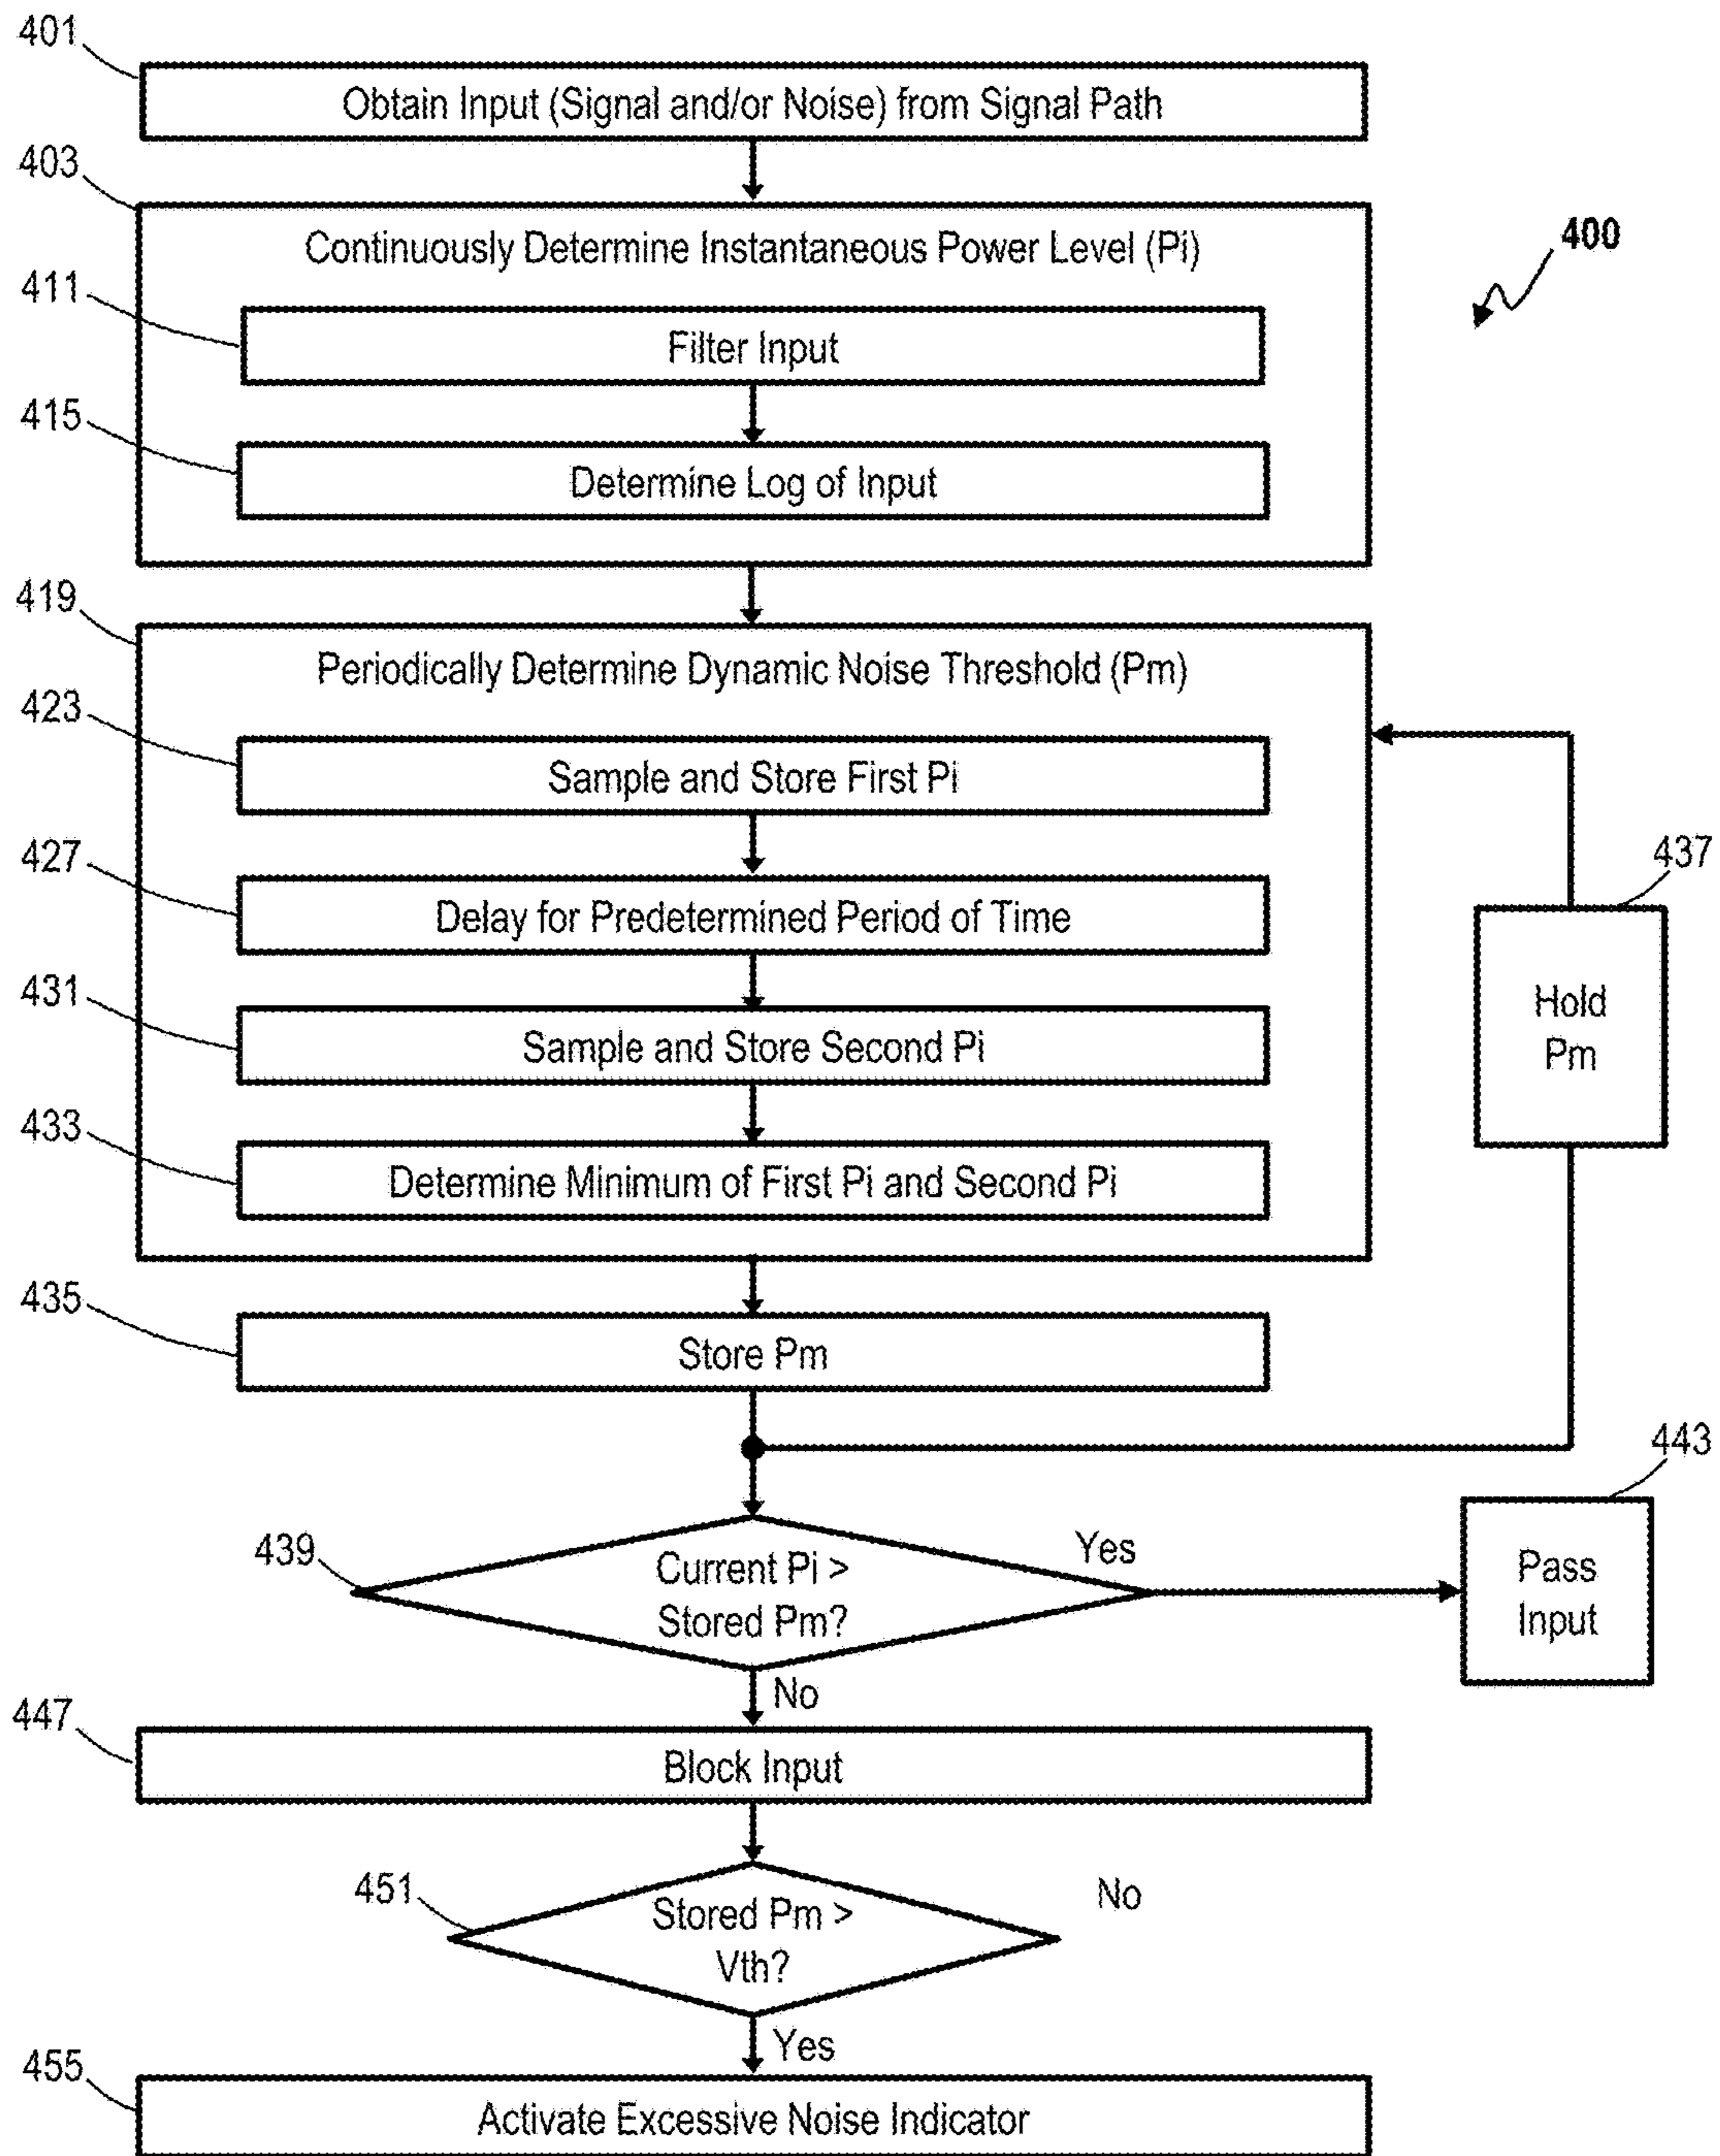 401
Obtain Input (Signal and/or Noise) from Signal Path
403
Continuously Determine Instantaneous Power Level (Pi)
400
411
Filter Input
415
Determine Log of Input
419
Periodically Determine Dynamic Noise Threshold (Pm)
423
Sample and Store First Pi
427
Delay for Predetermined Period of Time
437
Hold
Pm
431
Sample and Store Second Pi
433
Determine Minimum of First Pi and Second Pi
435
Store Pm
443
Pass
Input
439
Current Pi >
Stored Pm?
Yes
No
447
Block Input
451
Stored Pm >
Vth?
No
Yes
455
Activate Excessive Noise Indicator